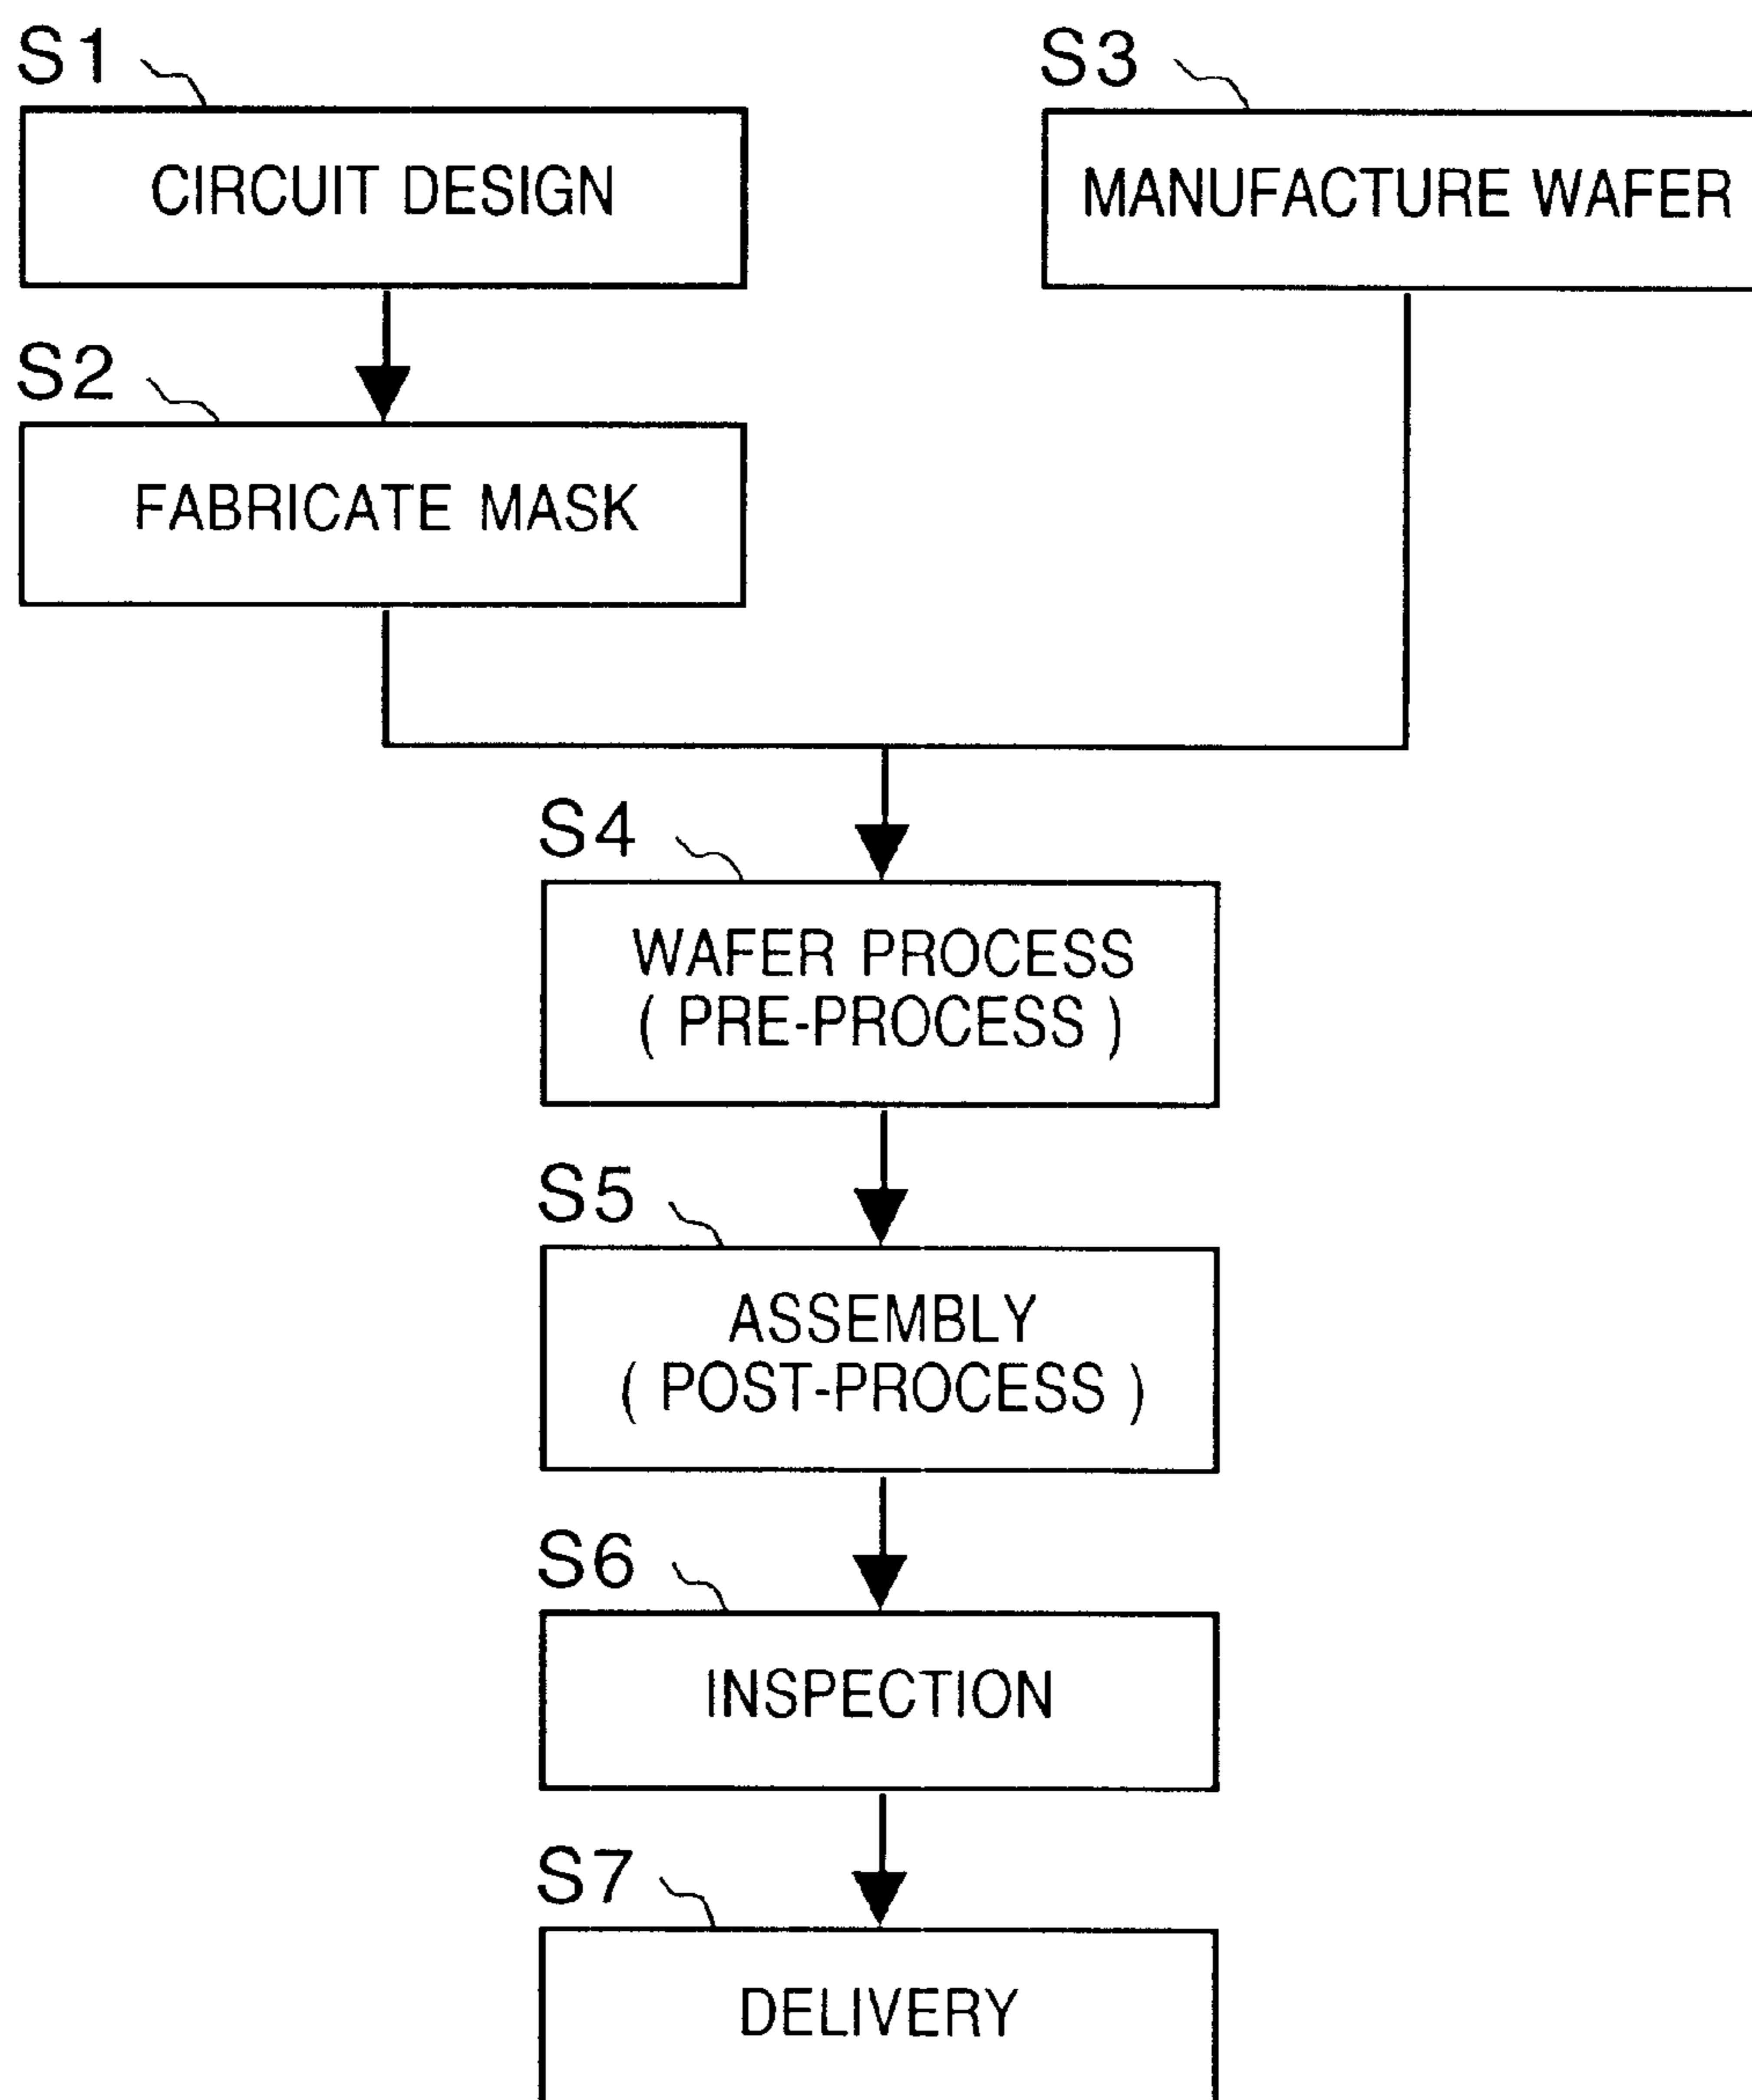 S1
CIRCUIT DESIGN
S3
MANUFACTURE WAFER
S2
FABRICATE MASK
S4
WAFER PROCESS
( PRE-PROCESS )
S5
ASSEMBLY
( POST-PROCESS )
S6
INSPECTION
S7
DELIVERY